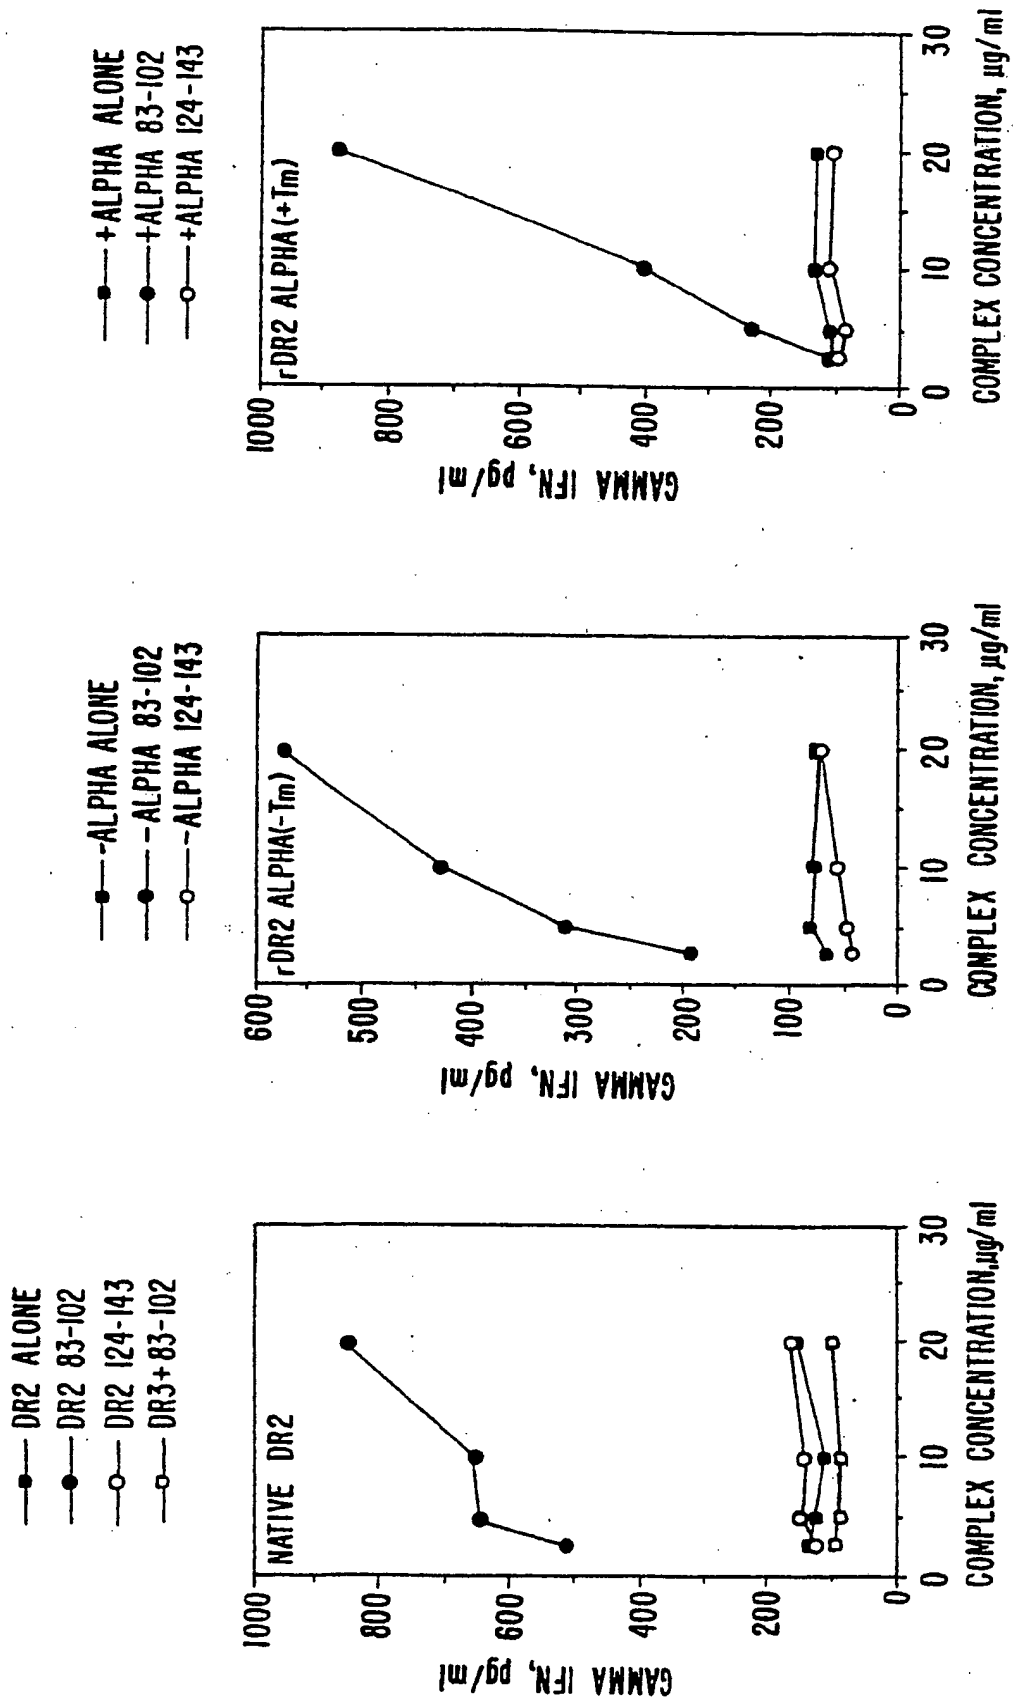 DR2 ALONE
DR2 83-102
DR2 124-143
DR3+83-102
NATIVE DR2
1000
800
600
400
200
0
GAMMA IFN, pg/ml
0
10
20
30
COMPLEX CONCENTRATION,µg/ml
-ALPHA ALONE
-ALPHA 83-102
-ALPHA 124-143
rDR2 ALPHA(-Tm)
600
500
400
300
200
100
0
GAMMA IFN, pg/ml
0
10
20
30
COMPLEX CONCENTRATION, µg/ml
+ALPHA ALONE
+ALPHA 83-102
+ALPHA 124-143
rDR2 ALPHA(+Tm)
1000
800
600
400
200
0
GAMMA IFN, pg/ml
0
10
20
30
COMPLEX CONCENTRATION, µg/ml